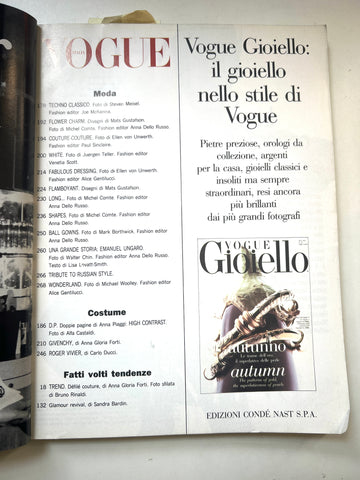 VOGUE
ITALIA
Moda
178 TECHNO CLASSICO. Foto di Steven Meisel.
Fashion editor Joe McKenna.
192 FLOWER CHARM. Disegni di Mats Gustafson.
Foto di Michel Comte. Fashion editor Anna Dello Russo.
194 COUTURE-COUTURE. Foto di Ellen von Unwerth.
Fashion editor Paul Sinclaire.
200 WHITE. Foto di Juergen Teller. Fashion editor
Venetia Scott.
214 FABULOUS DRESSING. Foto di Ellen von Unwerth.
Fashion editor Alice Gentilucci.
224 FLAMBOYANT. Disegni di Mats Gustafson.
230 LONG... Foto di Michel Comte. Fashion editor
Anna Dello Russo.
236 SHAPES. Foto di Michel Comte. Fashion editor
Anna Dello Russo.
250 BALL GOWNS. Foto di Mark Borthwick. Fashion editor
Anna Dello Russo.
260 UNA GRANDE STORIA: EMANUEL UNGARO.
Foto di Walter Chin. Fashion editor Anna Dello Russo.
Testo di Lisa Lovatt-Smith.
266 TRIBUTE TO RUSSIAN STYLE.
268 WONDERLAND. Foto di Michael Woolley. Fashion editor
Alice Gentilucci.
Costume
186 D.P. Doppie pagine di Anna Piaggi: HIGH CONTRAST.
Foto di Alfa Castaldi.
210 GIVENCHY, di Anna Gloria Forti.
246 ROGER VIVIER, di Carlo Ducci.
Fatti volti tendenze
18 TREND. Défilé couture, di Anna Gloria Forti. Foto sfilata
di Bruno Rinaldi.
132 Glamour revival, di Sandra Bardin.
Vogue Gioiello:
il gioiello
nello stile di
Vogue
Pietre preziose, orologi da
collezione, argenti
per la casa, gioielli classici e
insoliti ma sempre
straordinari, resi ancora
più brillanti
dai più grandi fotografi
VOGUE
Gioiello
autunno
autumn
EDIZIONI CONDÉ NAST S.P.A.